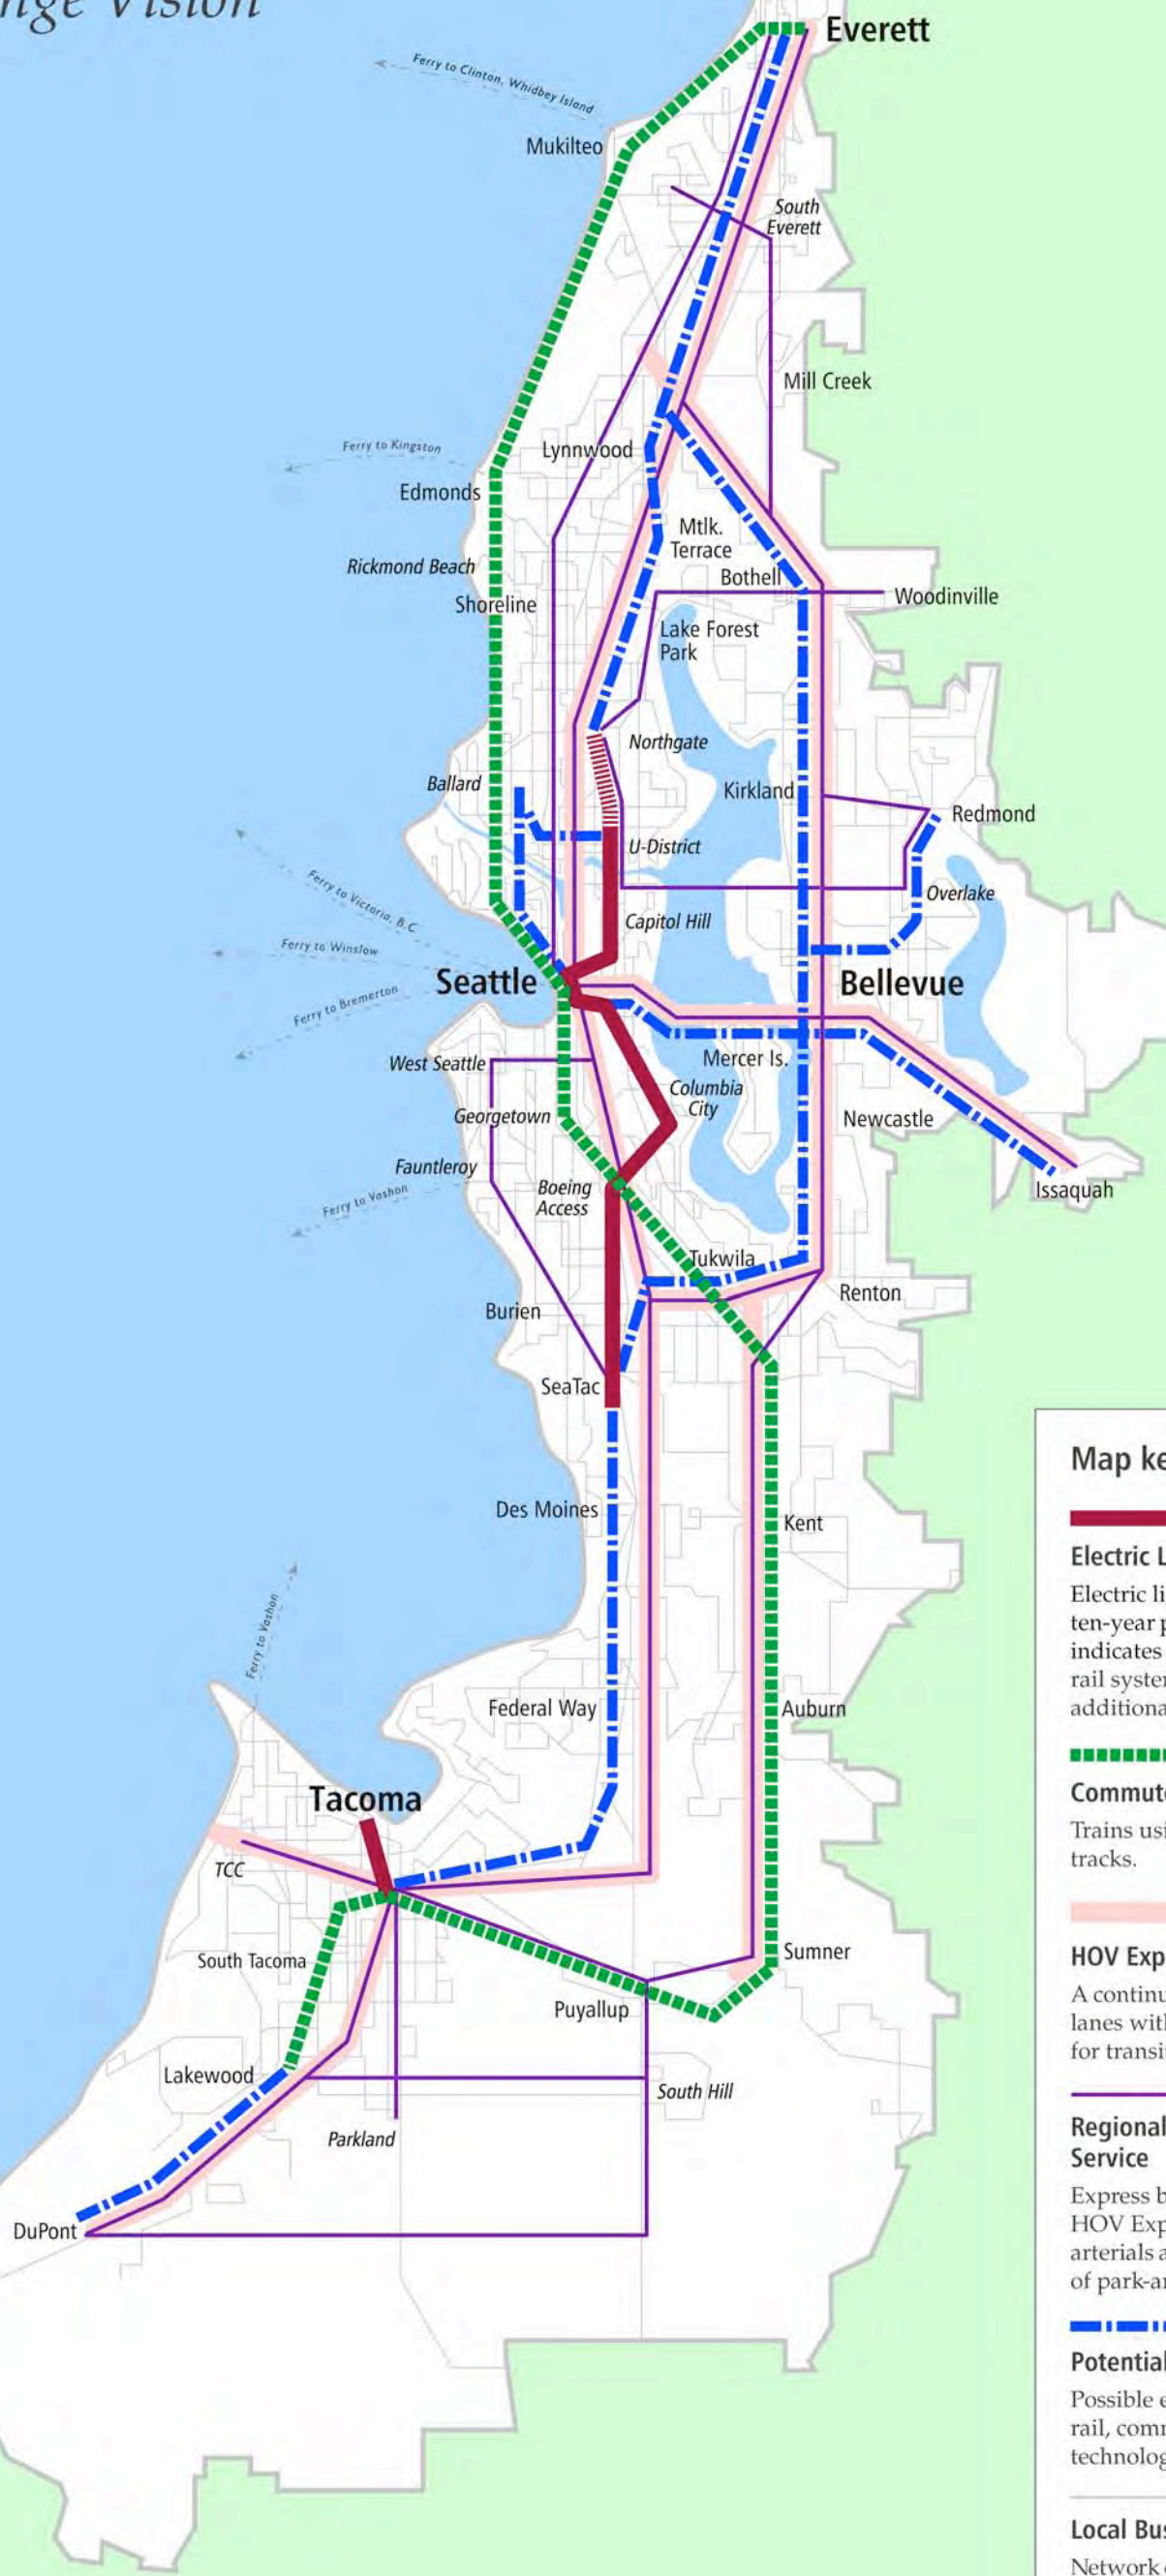 nge Vision
Everett
Ferry to Clinton, Whidbey Island
Mukilteo
South
Everett
Mill Creek
Ferry to Kingston
Lynnwood
Edmonds
Mtlk.
Terrace
Rickmond Beach
Bothell
Shoreline
Woodinville
Lake Forest
Park
Northgate
Ballard
Kirkland
Redmond
U-District
Ferry to Victoria, B.C
Overlake
Capitol Hill
Ferry to Winslow
Seattle
Bellevue
Ferry to Bremerton
West Seattle
Mercer Is.
Columbia
City
Georgetown
Newcastle
Fauntleroy
Ferry to Vashon
Boeing
Access
Issaquah
Tukwila
Renton
Burien
SeaTac
Des Moines
Kent
Ferry to Vashon
Federal Way
Auburn
Tacoma
TCC
South Tacoma
Sumner
Puyallup
Lakewood
South Hill
Parkland
DuPont
Map ke
Electric L
Electric li
ten-year p
indicates
rail system
additiona
Commute
Trains usi
tracks.
HOV Exp
A continu
lanes with
for transit
Regional
Service
Express b
HOV Exp
arterials a
of park-an
Potential
Possible e
rail, comm
technolog
Local Bus
Network o